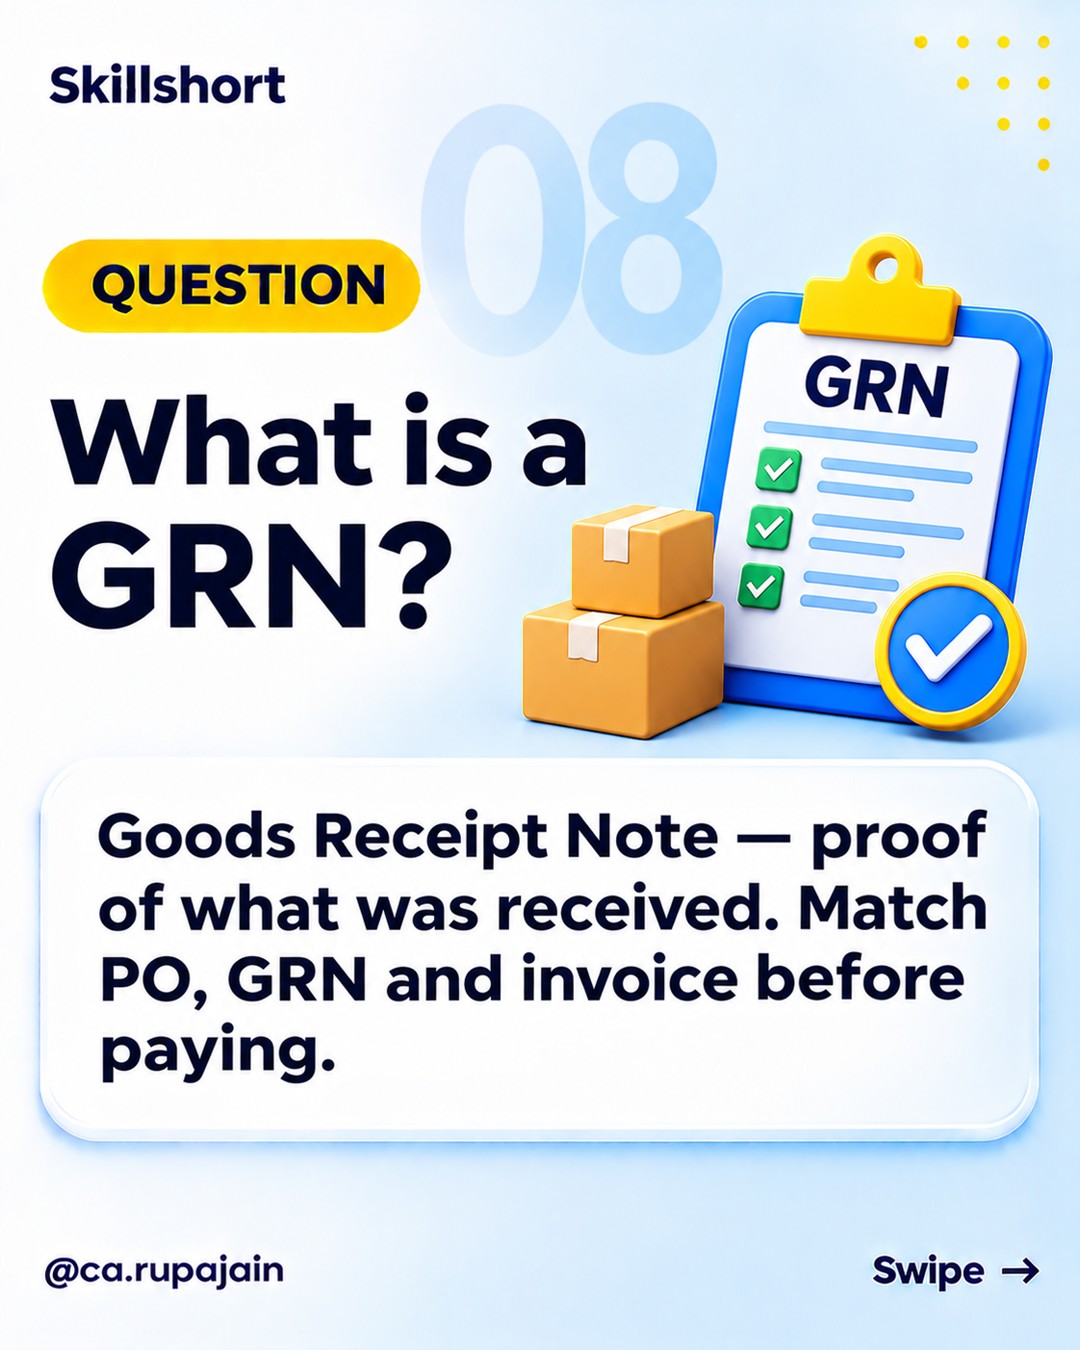 Skillshort
08
QUESTION
What is a
GRN?
GRN
Goods Receipt Note — proof
of what was received. Match
PO, GRN and invoice before
paying.
@ca.rupajain
Swipe →